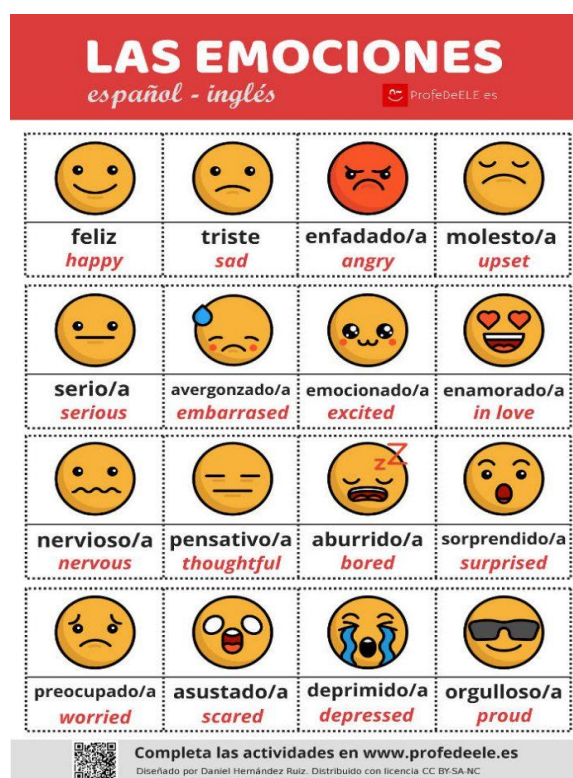 LAS EMOCIONES
español - inglés
ProfeDeELE.es
feliz
happy
triste
sad
enfadado/a
angry
molesto/a
upset
serio/a
serious
avergonzado/a
embarrased
emocionado/a
excited
enamorado/a
in love
nervioso/a
nervous
pensativo/a
thoughtful
aburrido/a
bored
sorprendido/a
surprised
preocupado/a
worried
asustado/a
scared
deprimido/a
depressed
orgulloso/a
proud
zZ
Completa las actividades en www.profedeele.es
Diseñado por Daniel Hernández Ruiz. Distribuido con licencia CC BY-SA-NC